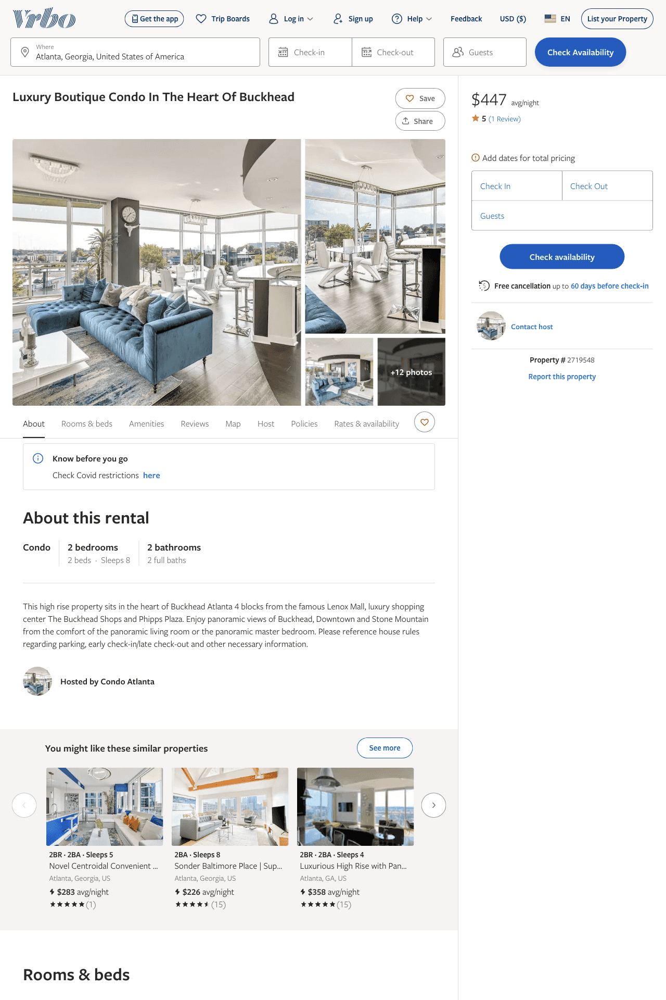 Vrbo
Get the app
Trip Boards
Log in
Sign up
Help
Feedback
USD ($)
EN
List your Property
Where
Atlanta, Georgia, United States of America
Check-in
Check-out
Guests
Check Availability
Luxury Boutique Condo In The Heart Of Buckhead
Save
Share
+12 photos
About
Rooms & beds
Amenities
Reviews
Map
Host
Policies
Rates & availability
Know before you go
Check Covid restrictions here
About this rental
Condo
2 bedrooms
2 beds · Sleeps 8
2 bathrooms
2 full baths
This high rise property sits in the heart of Buckhead Atlanta 4 blocks from the famous Lenox Mall, luxury shopping
center The Buckhead Shops and Phipps Plaza. Enjoy panoramic views of Buckhead, Downtown and Stone Mountain
from the comfort of the panoramic living room or the panoramic master bedroom. Please reference house rules
regarding parking, early check-in/late check-out and other necessary information.
Hosted by Condo Atlanta
You might like these similar properties
See more
2BR · 2BA · Sleeps 5
Novel Centroidal Convenient ...
Atlanta, Georgia, US
$283 avg/night
(1)
2BA · Sleeps 8
Sonder Baltimore Place | Sup...
Atlanta, Georgia, US
$226 avg/night
(15)
2BR · 2BA · Sleeps 4
Luxurious High Rise with Pan...
Atlanta, GA, US
$358 avg/night
(15)
Rooms & beds
$447 avg/night
5 (1 Review)
Add dates for total pricing
Check In
Check Out
Guests
Check availability
Free cancellation up to 60 days before check-in
Contact host
Property # 2719548
Report this property